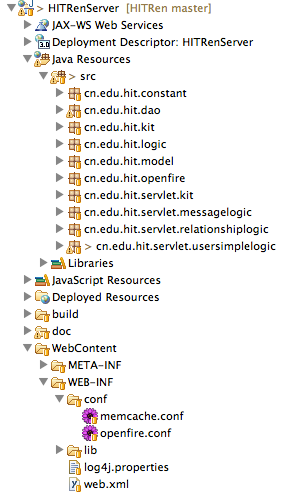 > HITRenServer [HITRen master]
JAX-WS Web Services
3.0 Deployment Descriptor: HITRenServer
Java Resources
> src
cn.edu.hit.constant
cn.edu.hit.dao
cn.edu.hit.kit
cn.edu.hit.logic
cn.edu.hit.model
cn.edu.hit.openfire
cn.edu.hit.servlet.kit
cn.edu.hit.servlet.messagelogic
cn.edu.hit.servlet.relationshiplogic
> cn.edu.hit.servlet.usersimplelogic
Libraries
JavaScript Resources
Deployed Resources
build
doc
WebContent
META-INF
WEB-INF
conf
memcache.conf
openfire.conf
lib
log4j.properties
web.xml